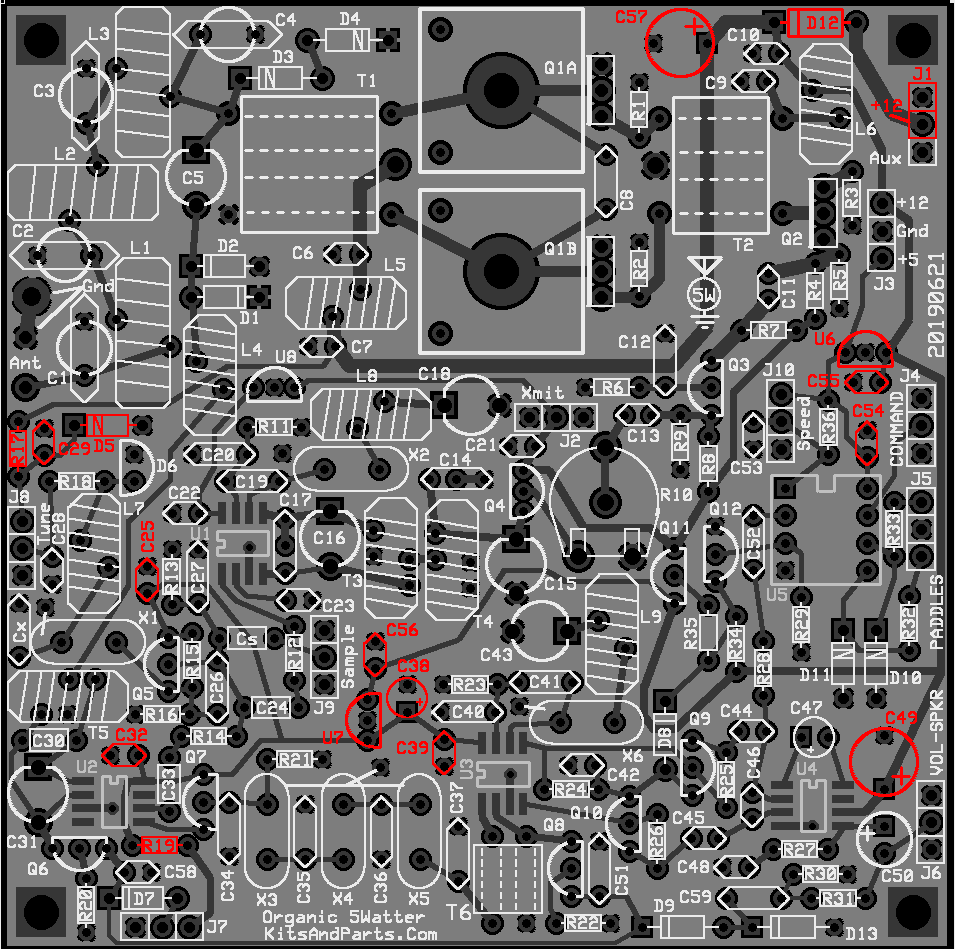 C4
D4
C57
D12
L3
C10
J1
D3
T1
Q1A
+12
C3
R1
C9
L6
L2
Aux
C5
C8
R3
+12
C2
Q2
Gnd
L1
D2
C6
Q1B
T2
+5
L5
R2
C11
R4
R5
J3
Gnd
5W
D1
R7
U6
20190621
Ant
C1
L4
U8
C7
C12
Q3
C55
L8
C18
R6
J10
J4
Xmit
C54
R17
C29
D5
R11
J2
C13
R9
Speed
R36
COMMAND
C21
R8
C53
D6
C20
X2
C14
R18
C19
Q4
R10
J8
J5
Tune
C28
L7
C22
C17
Q11
Q12
C25
U1
C16
C52
R33
R13
C27
T3
C15
U5
Cx
X1
C23
T4
L9
PADDLES
C56
C43
R35
R34
R29
R32
R15
Cs
R12
Sample
R28
D11
D10
Q5
C26
R16
C24
J9
C38
R23
C41
T5
C40
C44
C47
C49
VOL-SPKR
C30
R14
U7
D8
Q9
C32
Q7
C39
X6
R21
U3
C46
U4
U2
C33
C42
R25
R24
C37
Q10
C45
C31
R19
Q8
R26
R27
Q6
C58
C34
C35
C36
C51
C48
C50
J6
R30
R20
D7
X3
X4
X5
T6
C59
R31
Organic 5Watter
J7
R22
D9
D13
KitsAndParts.Com